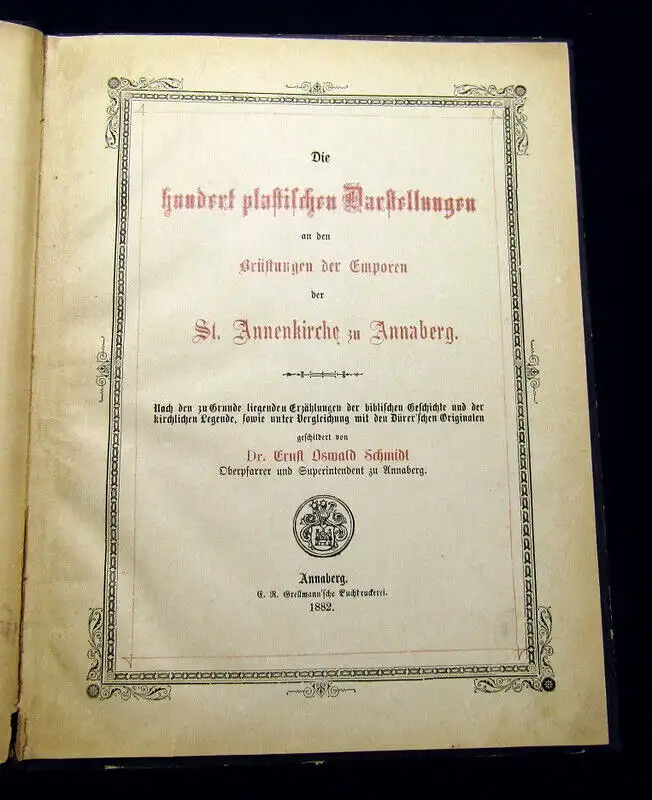 Die
hundert plastischen Darstellungen
an den
Brüstungen der Emporen
der
St. Annenkirche zu Annaberg.
Nach den zu Grunde liegenden Erzählungen der biblischen Geschichte und der
kirchlichen Legende, sowie unter Vergleichung mit den Dürer'schen Originalen
geschildert von
Dr. Ernst Oswald Schmidt
Oberpfarrer und Superintendent zu Annaberg.
Annaberg.
C. R. Grellmann'sche Buchdruckerei.
1882.